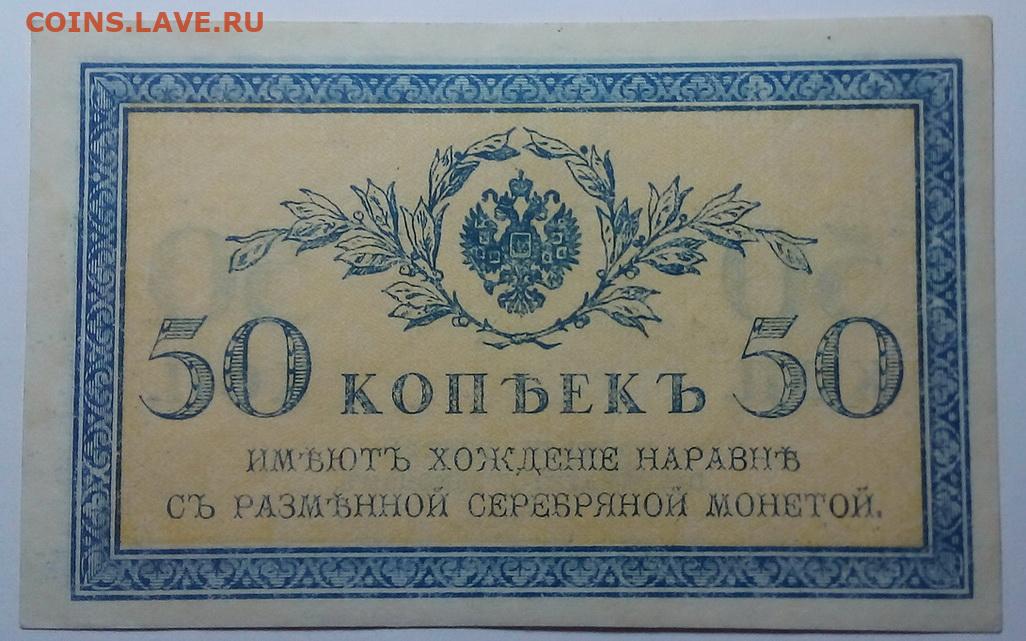 COINS.LAVE.RU
50 КОПѢЕКЪ 50
ИМѢЮТЪ ХОЖДЕНІЕ НАРАВНѢ
СЪ РАЗМѢННОЙ СЕРЕБРЯНОЙ МОНЕТОЙ.